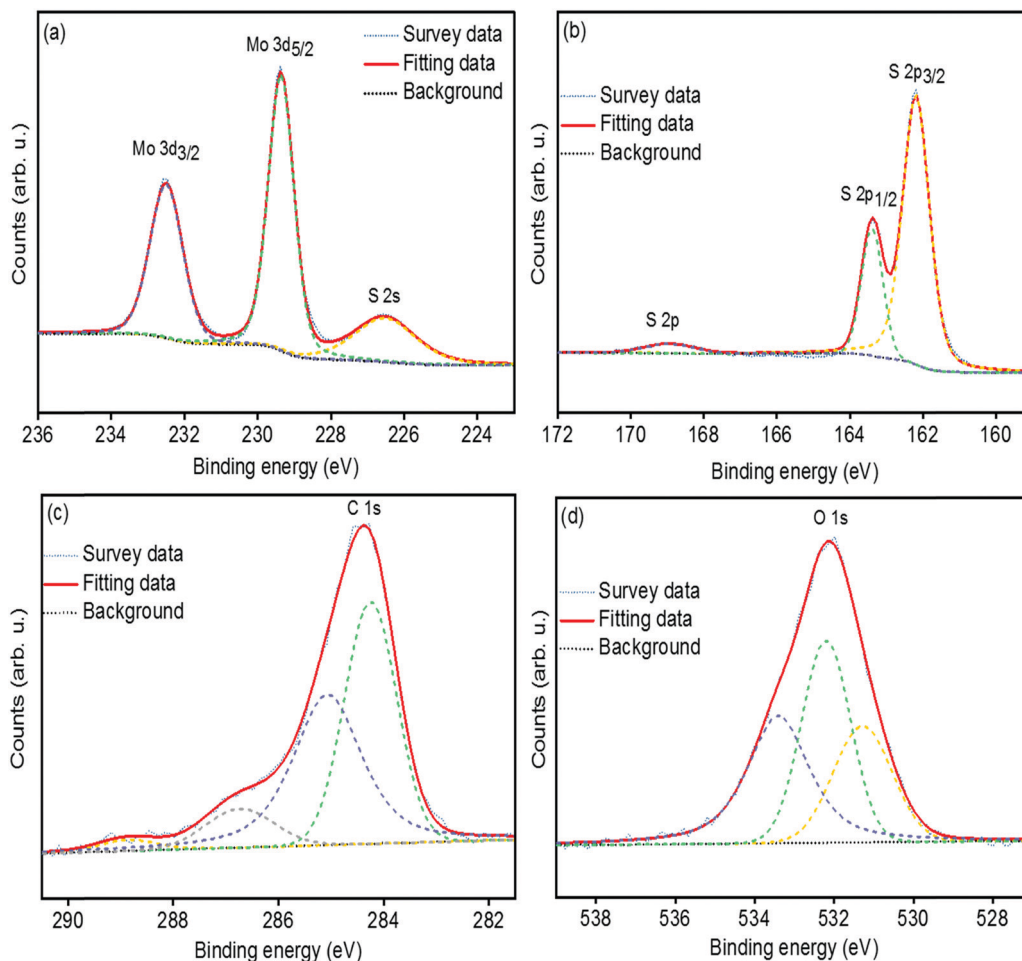 (a)
Mo 3d5/2
Survey data
Fitting data
Background
Mo 3d3/2
S 2s
Counts (arb. u.)
236 234 232 230 228 226 224
Binding energy (eV)
(b)
S 2p3/2
Survey data
Fitting data
Background
S 2p1/2
S 2p
Counts (arb. u.)
172 170 168 166 164 162 160
Binding energy (eV)
(c)
C 1s
Survey data
Fitting data
Background
Counts (arb. u.)
290 288 286 284 282
Binding energy (eV)
(d)
O 1s
Survey data
Fitting data
Background
Counts (arb. u.)
538 536 534 532 530 528
Binding energy (eV)